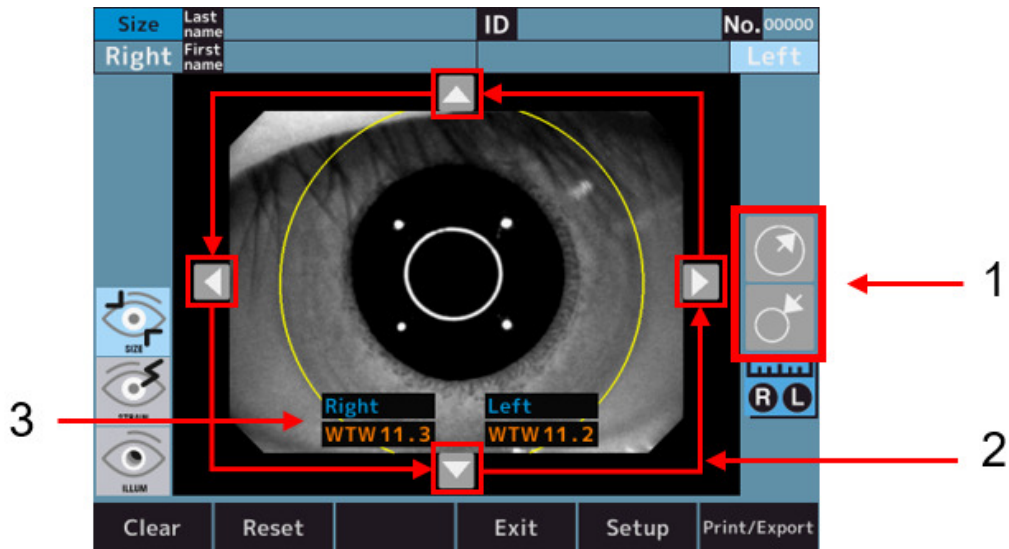 Size Last name ID No. 00000
Right First name Left
1
SIZE
STRAIN
R L
Right Left
3
WTW 11.3 WTW 11.2
2
ILLUM
Clear Reset Exit Setup Print/Export